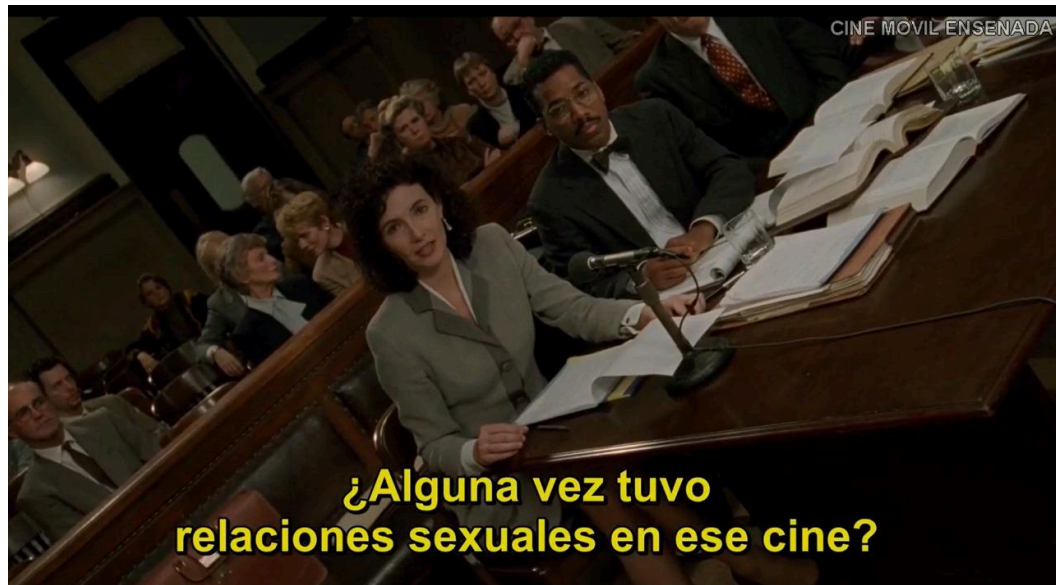 CINE MOVIL ENSENADA
¿Alguna vez tuvo
relaciones sexuales en ese cine?